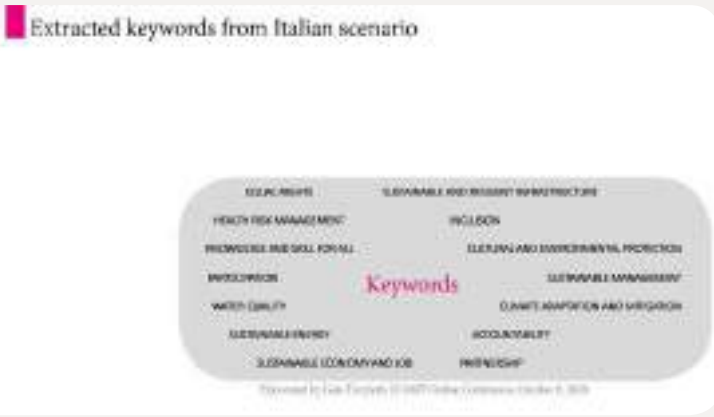 Extracted keywords from Italian scenario
EQUAL RIGHTS
SUSTAINABLE AND RESILIENT INFRASTRUCTURE
HEALTH RISK MANAGEMENT
INCLUSION
KNOWLEDGE AND SKILL FOR ALL
CULTURAL AND ENVIRONMENTAL PROTECTION
PARTICIPATION
Keywords
SUSTAINABLE MANAGEMENT
WATER QUALITY
CLIMATE ADAPTATION AND MITIGATION
SUSTAINABLE ENERGY
ACCOUNTABILITY
SUSTAINABLE ECONOMY AND JOB
PARTNERSHIP